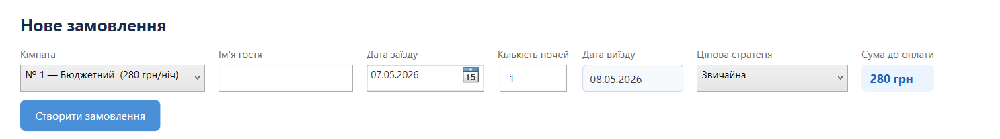 Нове замовлення
Кімната Ім'я гостя Дата заїзду Кількість ночей Дата виїзду Цінова стратегія Сума до оплати
№ 1 — Бюджетний (280 грн/ніч) 07.05.2026 15 1 08.05.2026 Звичайна 280 грн
Створити замовлення